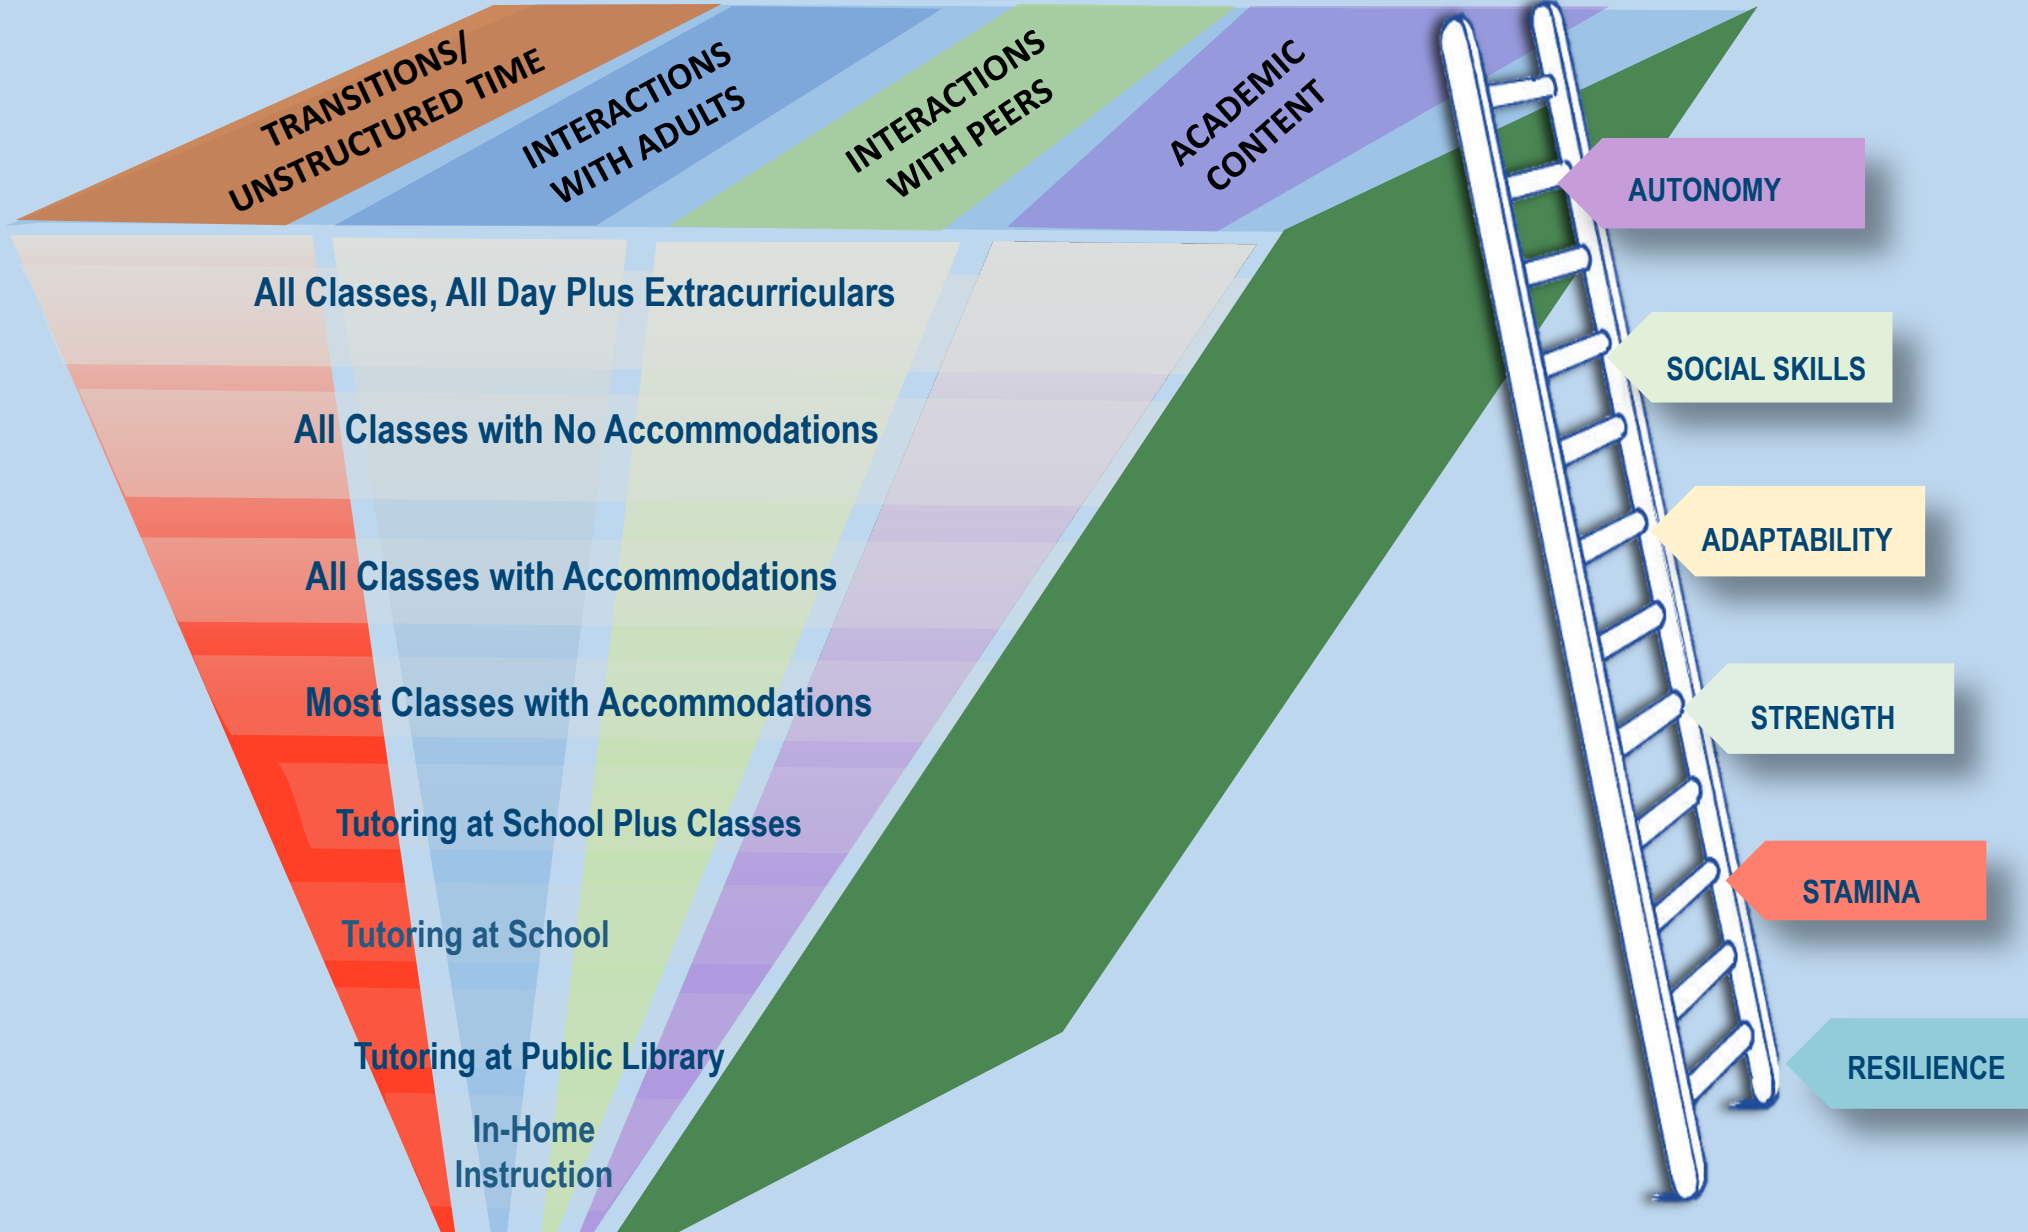 TRANSITIONS/
UNSTRUCTURED TIME
INTERACTIONS
WITH ADULTS
INTERACTIONS
WITH PEERS
ACADEMIC
CONTENT
All Classes, All Day Plus Extracurriculars
All Classes with No Accommodations
All Classes with Accommodations
Most Classes with Accommodations
Tutoring at School Plus Classes
Tutoring at School
Tutoring at Public Library
In-Home
Instruction
AUTONOMY
SOCIAL SKILLS
ADAPTABILITY
STRENGTH
STAMINA
RESILIENCE